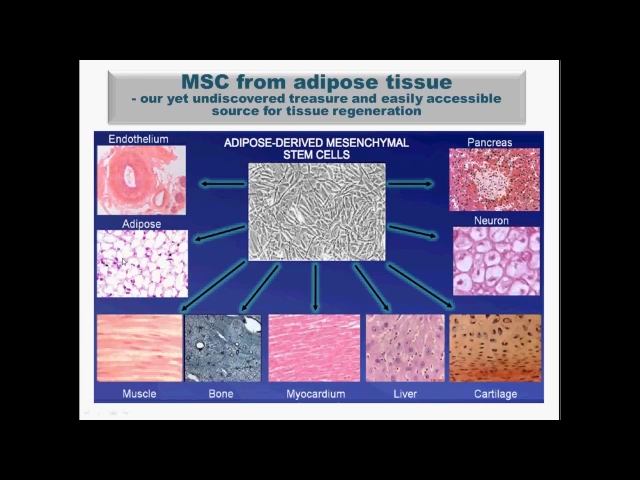 MSC from adipose tissue
- our yet undiscovered treasure and easily accessible
source for tissue regeneration
Endothelium
ADIPOSE-DERIVED MESENCHYMAL
STEM CELLS
Pancreas
Adipose
Neuron
Muscle
Bone
Myocardium
Liver
Cartilage